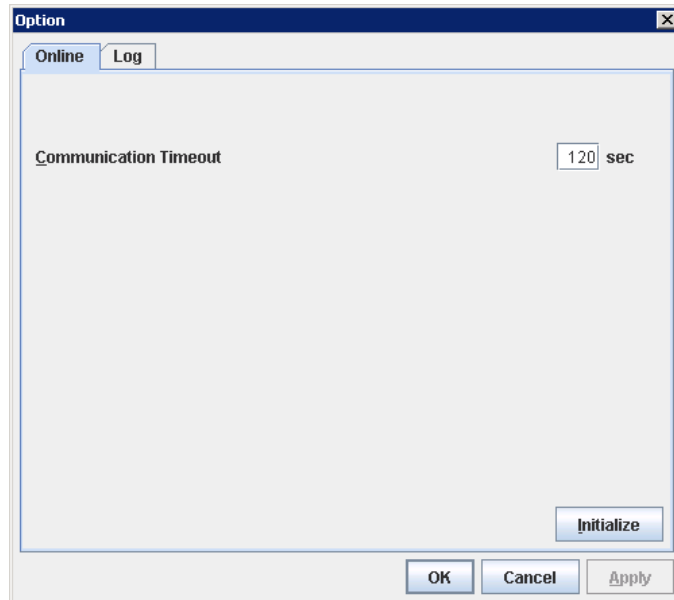 Option
Online Log
Communication Timeout 120 sec
Initialize
OK Cancel Apply